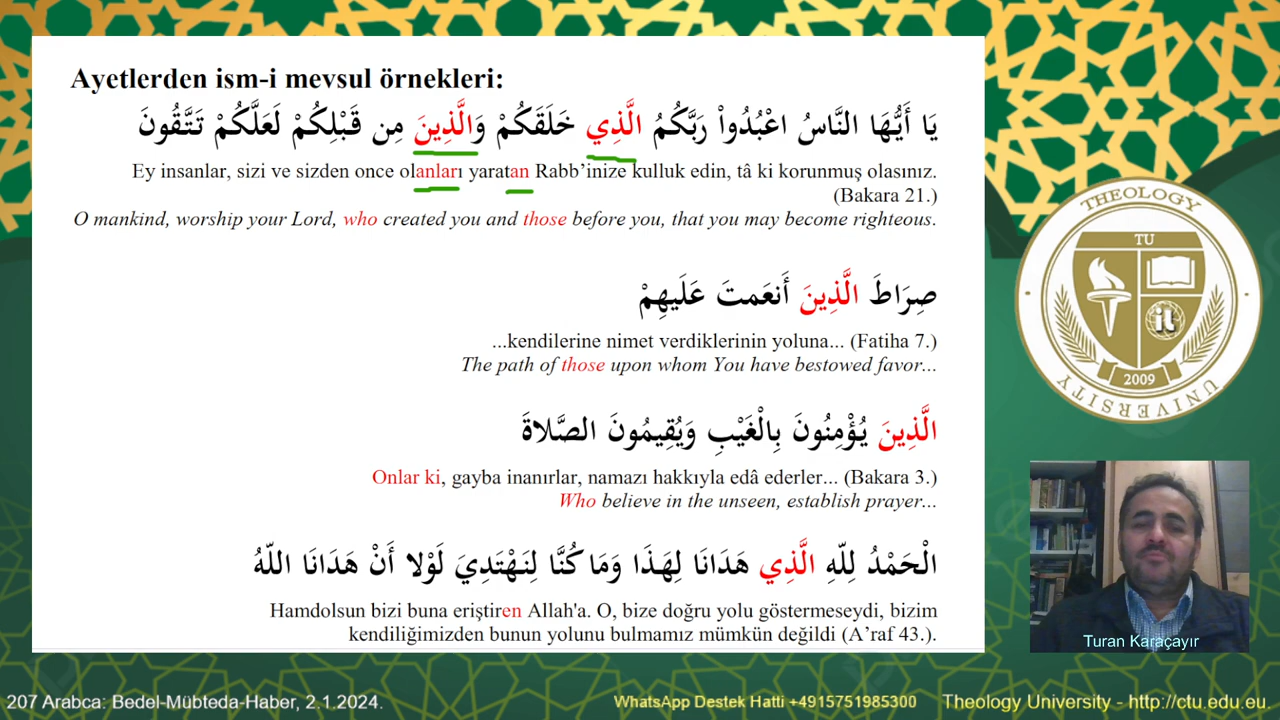 Ayetlerden ism-i mevsul örnekleri:
يَا أَيُّهَا النَّاسُ اعْبُدُواْ رَبَّكُمُ الَّذِي خَلَقَكُمْ وَالَّذِينَ مِن قَبْلِكُمْ لَعَلَّكُمْ تَتَّقُونَ
Ey insanlar, sizi ve sizden once olanları yaratan Rabb’inize kulluk edin, tâ ki korunmuş olasınız.
(Bakara 21.)
O mankind, worship your Lord, who created you and those before you, that you may become righteous.
صِرَاطَ الَّذِينَ أَنعَمتَ عَلَيهِمْ
...kendilerine nimet verdiklerinin yoluna... (Fatiha 7.)
The path of those upon whom You have bestowed favor...
الَّذِينَ يُؤْمِنُونَ بِالْغَيْبِ وَيُقِيمُونَ الصَّلاةَ
Onlar ki, gayba inanırlar, namazı hakkıyla edâ ederler... (Bakara 3.)
Who believe in the unseen, establish prayer...
الْحَمْدُ لِلّهِ الَّذِي هَدَانَا لِهَذَا وَمَا كُنَّا لِنَهْتَدِيَ لَوْلا أَنْ هَدَانَا اللّهُ
Hamdolsun bizi buna eriştiren Allah'a. O, bize doğru yolu göstermeseydi, bizim
kendiliğimizden bunun yolunu bulmamız mümkün değildi (A’raf 43.).
THEOLOGY
TU
2009
UNIVERSITY
Turan Karaçayır
207 Arabca: Bedel-Mübteda-Haber, 2.1.2024.
WhatsApp Destek Hatti +4915751985300
Theology University - http://ctu.edu.eu.